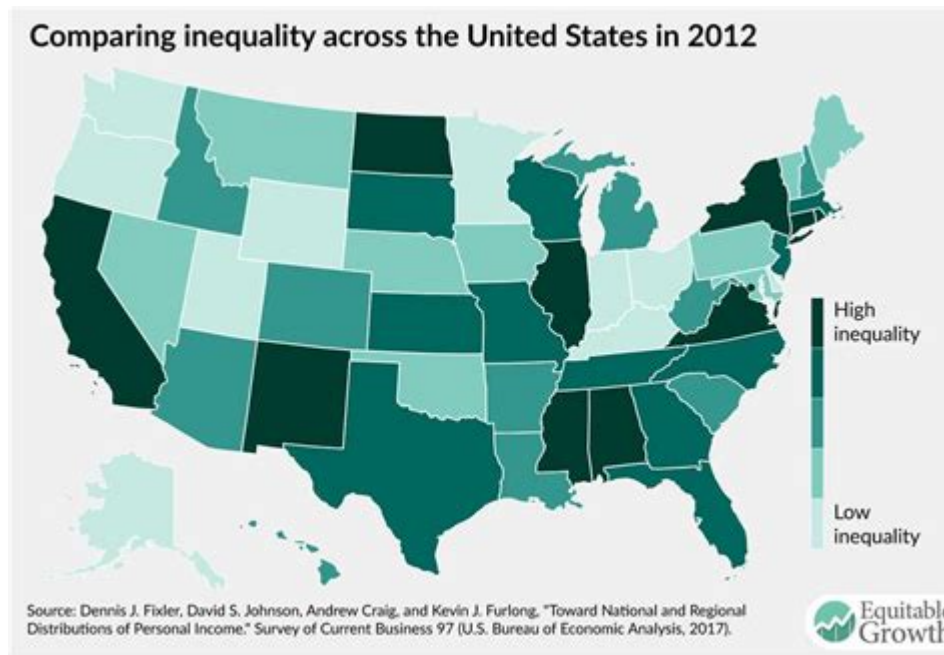 Comparing inequality across the United States in 2012
High
inequality
Low
inequality
Source: Dennis J. Fixler, David S. Johnson, Andrew Craig, and Kevin J. Furlong, "Toward National and Regional
Distributions of Personal Income." Survey of Current Business 97 (U.S. Bureau of Economic Analysis, 2017).
Equitable
Growth